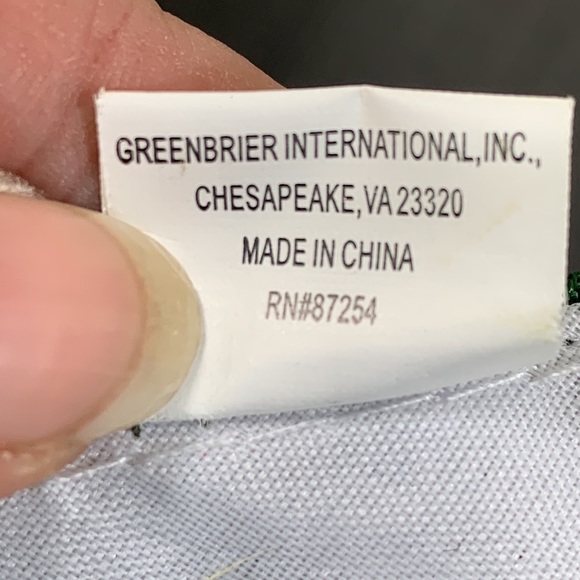 GREENBRIER INTERNATIONAL, INC.,
CHESAPEAKE, VA 23320
MADE IN CHINA
RN#87254